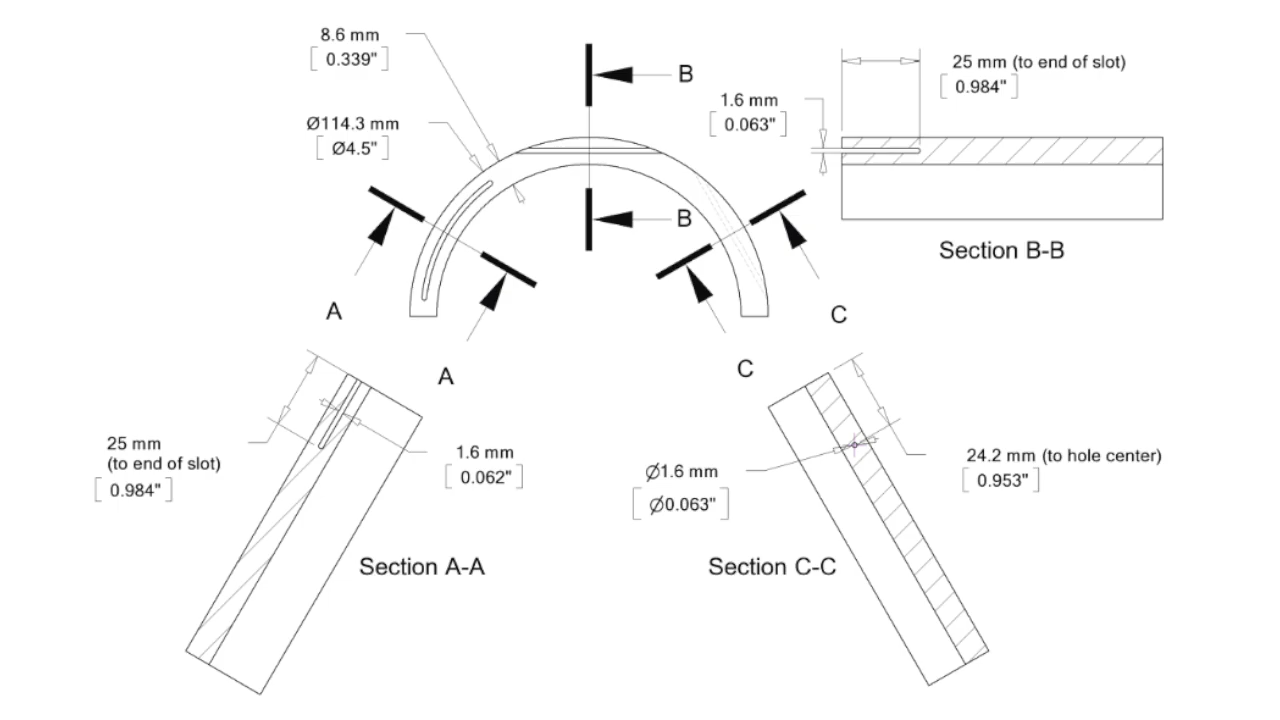 8.6 mm
0.339"
Ø114.3 mm
Ø4.5"
B
B
1.6 mm
0.063"
25 mm (to end of slot)
0.984"
Section B-B
A
A
C
C
25 mm
(to end of slot)
0.984"
1.6 mm
0.062"
Section A-A
Ø1.6 mm
Ø0.063"
24.2 mm (to hole center)
0.953"
Section C-C